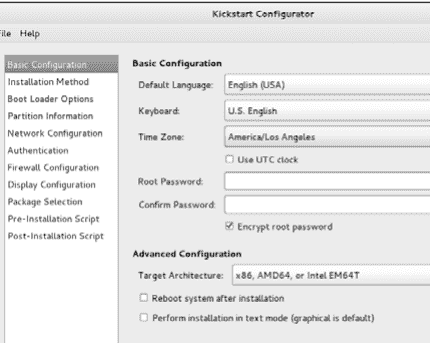 Kickstart Configurator
File Help
Basic Configuration
Installation Method
Boot Loader Options
Partition Information
Network Configuration
Authentication
Firewall Configuration
Display Configuration
Package Selection
Pre-Installation Script
Post-Installation Script
Basic Configuration
Default Language: English (USA)
Keyboard: U.S. English
Time Zone: America/Los Angeles
Use UTC clock
Root Password:
Confirm Password:
Encrypt root password
Advanced Configuration
Target Architecture: x86, AMD64, or Intel EM64T
Reboot system after installation
Perform installation in text mode (graphical is default)